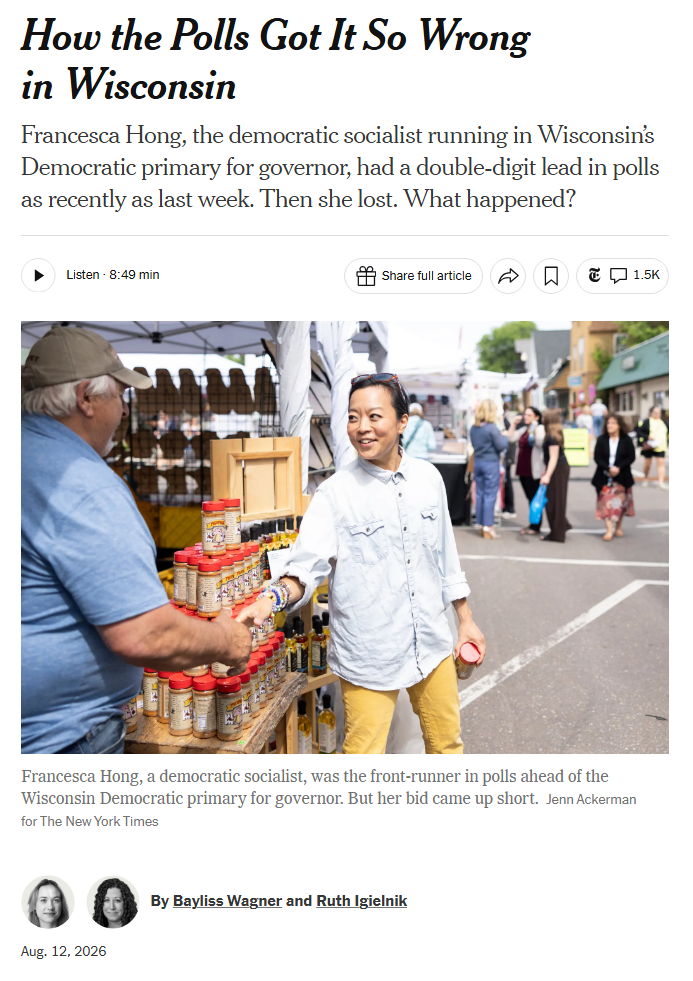 How the Polls Got It So Wrong
in Wisconsin
Francesca Hong, the democratic socialist running in Wisconsin's
Democratic primary for governor, had a double-digit lead in polls
as recently as last week. Then she lost. What happened?
Listen · 8:49 min
Share full article
1.5K
Francesca Hong, a democratic socialist, was the front-runner in polls ahead of the
Wisconsin Democratic primary for governor. But her bid came up short. Jenn Ackerman
for The New York Times
By Bayliss Wagner and Ruth Igielnik
Aug. 12, 2026